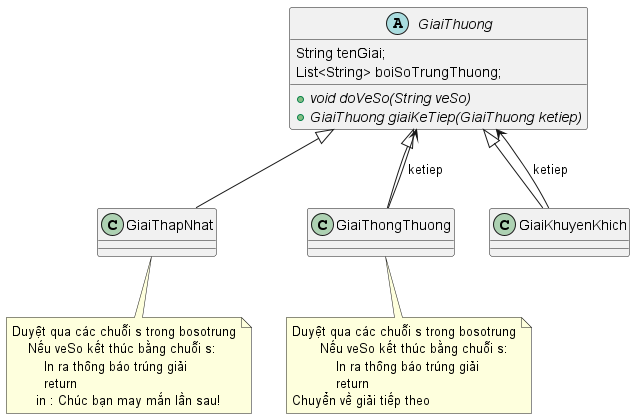 A GiaiThuong
String tenGiai;
List<String> boiSoTrungThuong;
void doVeSo(String veSo)
GiaiThuong giaiKeTiep(GiaiThuong ketiep)
ketiep
ketiep
C GiaiThapNhat
C GiaiThongThuong
C GiaiKhuyenKhich
Duyệt qua các chuỗi s trong bosotrung
Nếu veSo kết thúc bằng chuỗi s:
In ra thông báo trúng giải
return
in : Chúc bạn may mắn lần sau!
Duyệt qua các chuỗi s trong bosotrung
Nếu veSo kết thúc bằng chuỗi s:
In ra thông báo trúng giải
return
Chuyển về giải tiếp theo